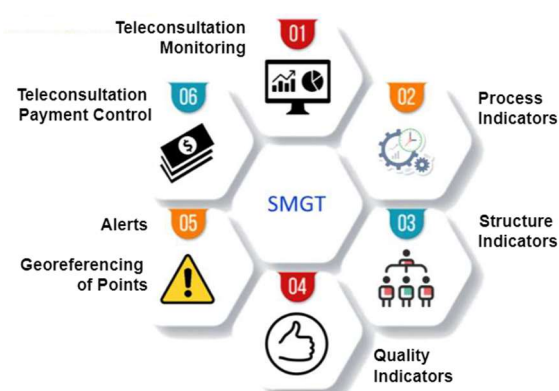 01
Teleconsultation
Monitoring
02
Process
Indicators
03
Structure
Indicators
04
Quality
Indicators
05
Alerts
Georeferencing
of Points
06
Teleconsultation
Payment Control
$
SMGT